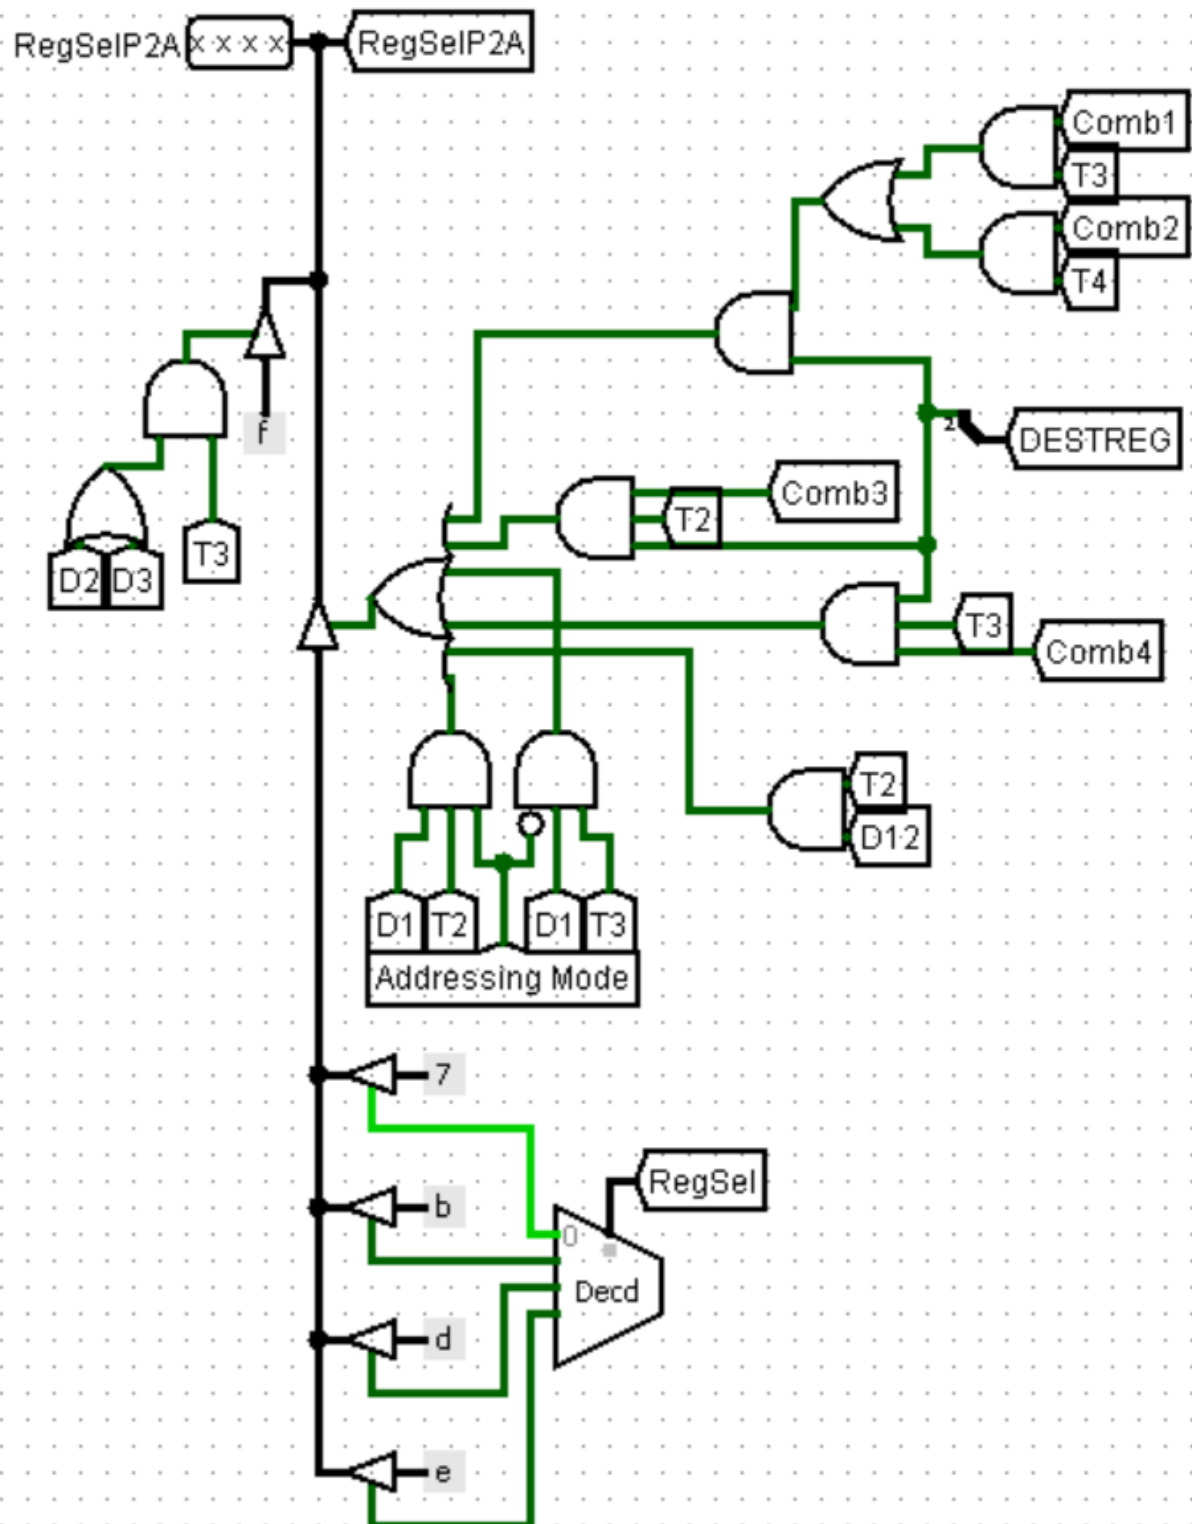 RegSelP2A x x x x RegSelP2A
Comb1
T3
Comb2
T4
f
2
DESTREG
Comb3
T2
D2 D3
T3
T3
Comb4
T2
D12
D1 T2 D1 T3
Addressing Mode
7
RegSel
b
0
Decd
d
e